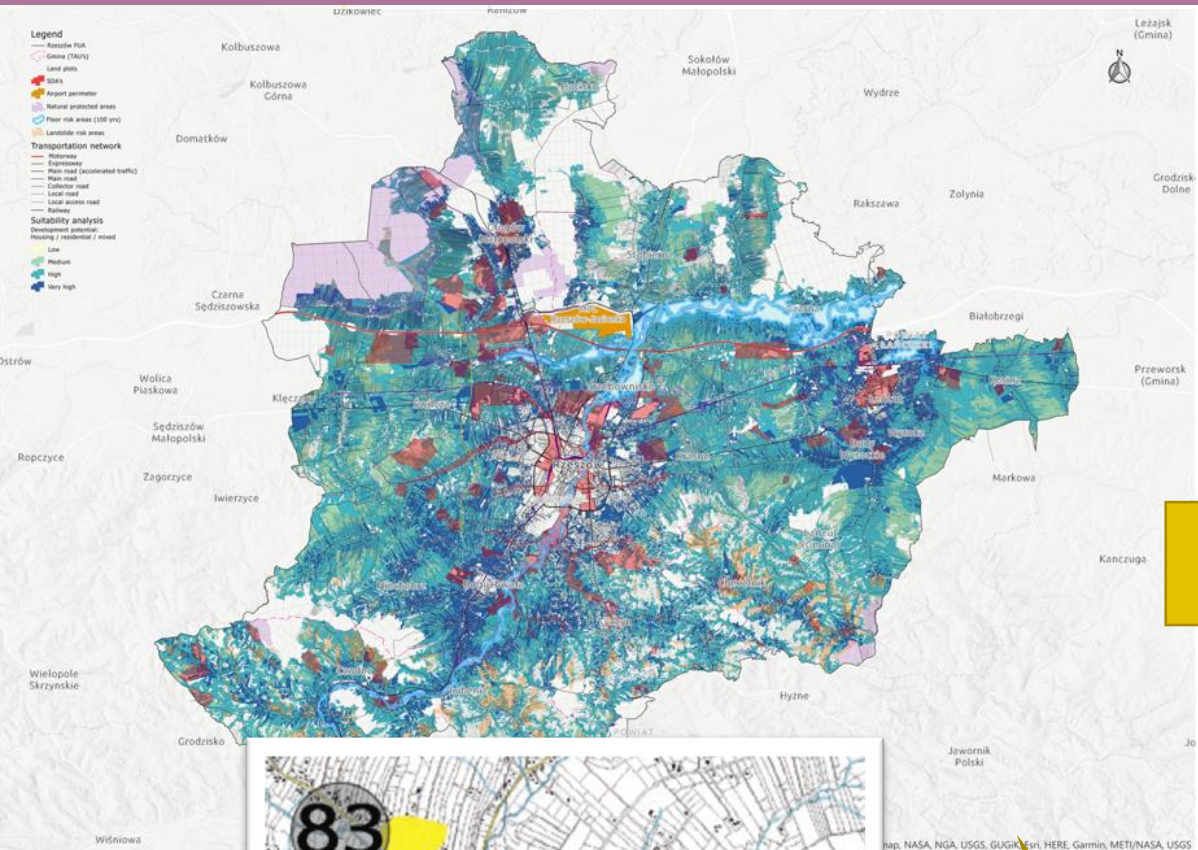 Legend
Rzeszów FUA
Gmina (TAU's)
Land plots
SDA's
Airport perimeter
Natural protected areas
Floor risk areas (100 yrs)
Landslide risk areas
Transportation network
Motorway
Expressway
Main road (accelerated traffic)
Main road
Collector road
Local road
Local access road
Railway
Suitability analysis
Development potential:
Housing / residential / mixed
Low
Medium
High
Very high
Dzikowiec
Raniżów
Leżajsk
(Gmina)
N
Kolbuszowa
Sokołów
Małopolski
Kolbuszowa
Górna
Wydrze
Domatków
Grodzisk
Dolne
Żołynia
Rakszawa
Czarna
Sędziszowska
Białobrzegi
Ostrów
Wolica
Piaskowa
Przeworsk
(Gmina)
Sędziszów
Małopolski
Ropczyce
Zagorzyce
Iwierzyce
Markowa
Kańczuga
Wielopole
Skrzynskie
Hyżne
Grodzisko
POWIAT
Jawornik
Polski
Jo
83
Wiśniowa
map, NASA, NGA, USGS, GUGiK, Esri, HERE, Garmin, METI/NASA, USGS